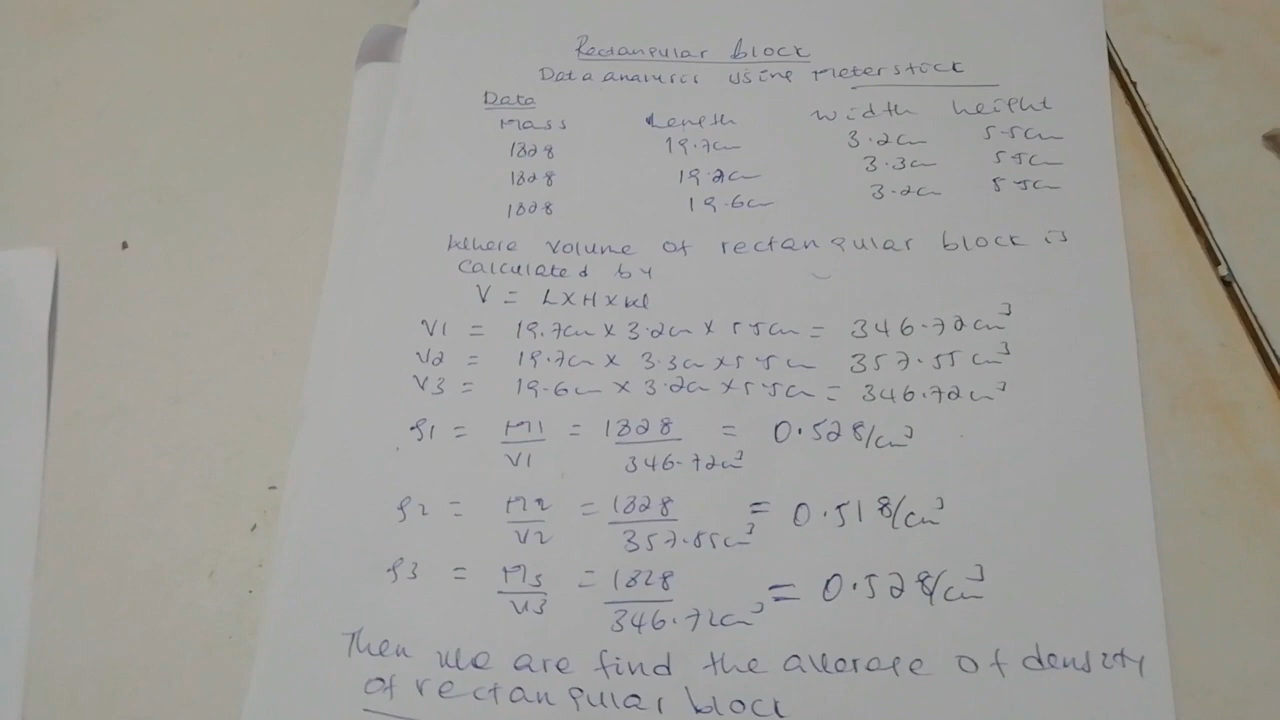 Rectangular block
Data analysis using Meter stick
Data
Mass Length width height
182g 19.7cm 3.2cm 5.5cm
182g 19.7cm 3.3cm 5.5cm
182g 19.6cm 3.2cm 5.5cm
Where volume of rectangular block is
calculated by
V = L×H×W
V1 = 19.7cm × 3.2cm × 5.5cm = 346.72cm³
V2 = 19.7cm × 3.3cm × 5.5cm 357.55cm³
V3 = 19.6cm × 3.2cm × 5.5cm = 346.72cm³
ρ1 = M1/V1 = 182g/346.72cm³ = 0.52g/cm³
ρ2 = M2/V2 = 182g/357.55cm³ = 0.51g/cm³
ρ3 = M3/V3 = 182g/346.72cm³ = 0.52g/cm³
Then we are find the average of density
of rectangular block